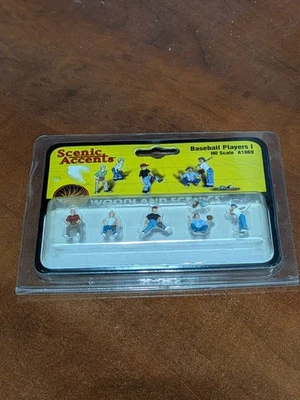 Scenic
Accents®
Baseball Players I
HO Scale A1869
WOODLAND SCENICS